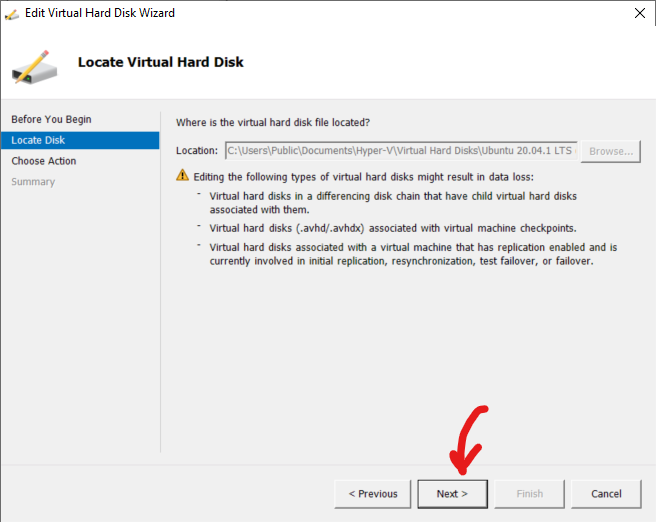 Edit Virtual Hard Disk Wizard
Locate Virtual Hard Disk
Before You Begin
Locate Disk
Choose Action
Summary
Where is the virtual hard disk file located?
Location: C:\Users\Public\Documents\Hyper-V\Virtual Hard Disks\Ubuntu 20.04.1 LTS Browse...
Editing the following types of virtual hard disks might result in data loss:
- Virtual hard disks in a differencing disk chain that have child virtual hard disks
associated with them.
- Virtual hard disks (.avhd/.avhdx) associated with virtual machine checkpoints.
- Virtual hard disks associated with a virtual machine that has replication enabled and is
currently involved in initial replication, resynchronization, test failover, or failover.
< Previous Next > Finish Cancel